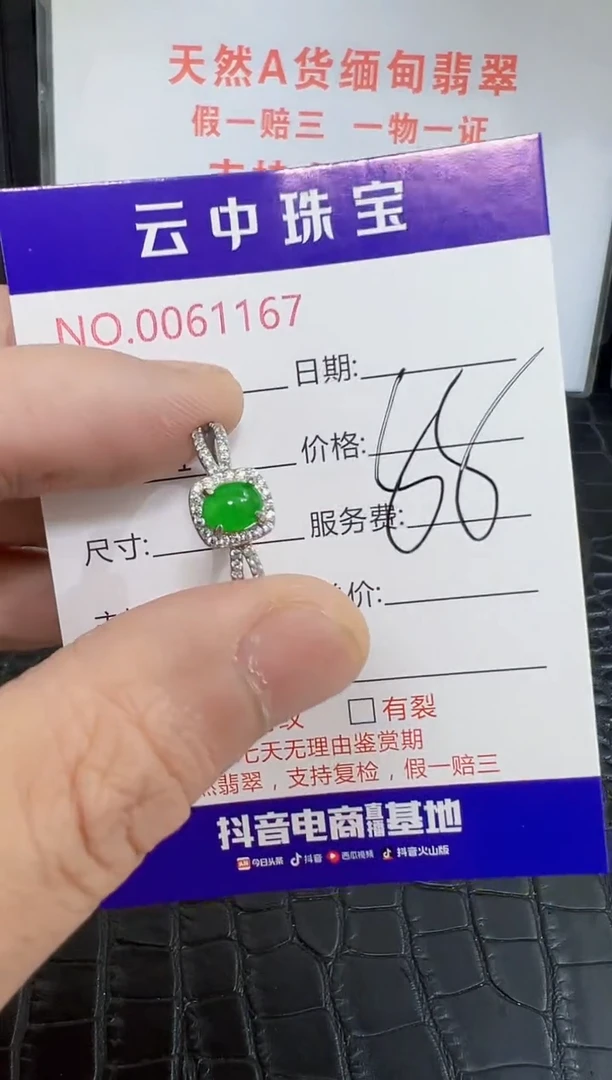 天然A货缅甸翡翠
假一赔三 一物一证
云中珠宝
NO.0061167
日期:
价格:
尺寸:
服务费:
价:
有裂
七天无理由鉴赏期
翡翠，支持复检，假一赔三
抖音电商直播基地
今日头条 抖音 西瓜视频 抖音火山版